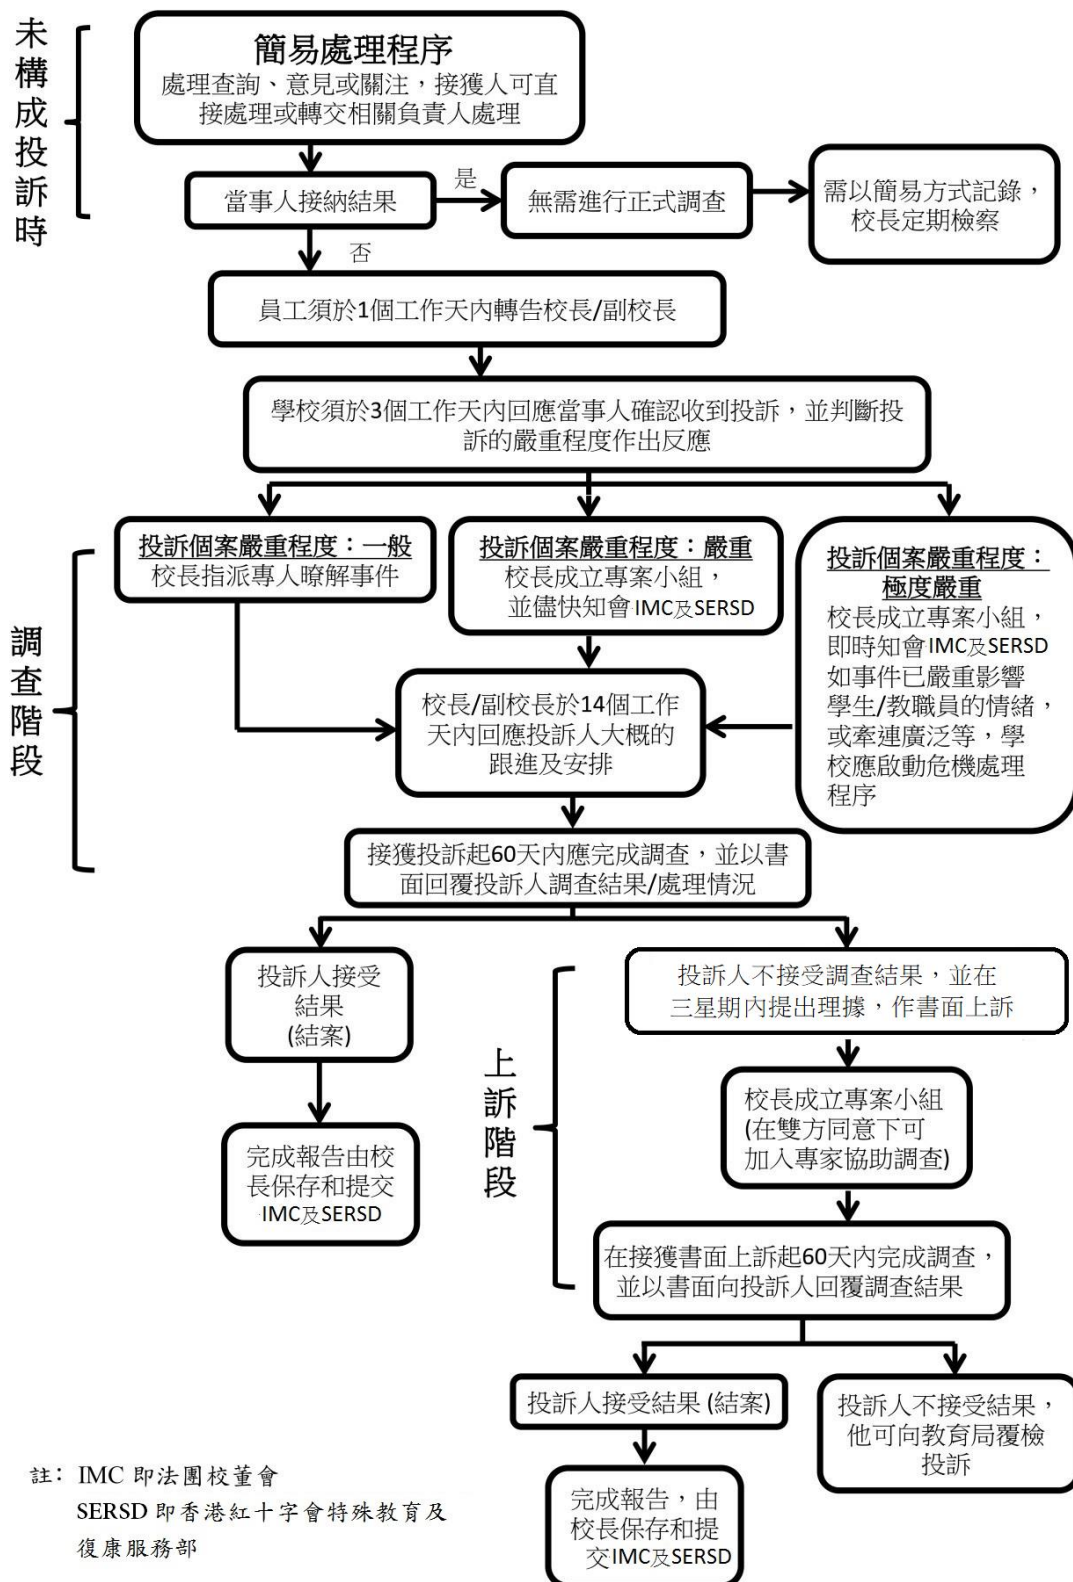 未構成投訴時
簡易處理程序
處理查詢、意見或關注，接獲人可直
接處理或轉交相關負責人處理
當事人接納結果
是
無需進行正式調查
需以簡易方式記錄，
校長定期檢察
否
員工須於1個工作天內轉告校長/副校長
學校須於3個工作天內回應當事人確認收到投訴，並判斷投
訴的嚴重程度作出反應
調查階段
投訴個案嚴重程度：一般
校長指派專人暸解事件
投訴個案嚴重程度：嚴重
校長成立專案小組，
並儘快知會IMC及SERSD
投訴個案嚴重程度：
極度嚴重
校長成立專案小組，
即時知會IMC及SERSD
如事件已嚴重影響
學生/教職員的情緒，
或牽連廣泛等，學
校應啟動危機處理
程序
校長/副校長於14個工作
天內回應投訴人大概的
跟進及安排
接獲投訴起60天內應完成調查，並以書
面回覆投訴人調查結果/處理情況
投訴人接受
結果
(結案)
完成報告由校
長保存和提交
IMC及SERSD
上訴階段
投訴人不接受調查結果，並在
三星期內提出理據，作書面上訴
校長成立專案小組
(在雙方同意下可
加入專家協助調查)
在接獲書面上訴起60天內完成調查，
並以書面向投訴人回覆調查結果
投訴人接受結果 (結案)
完成報告，由
校長保存和提
交IMC及SERSD
投訴人不接受結果，
他可向教育局覆檢
投訴
註： IMC 即法團校董會
SERSD 即香港紅十字會特殊教育及
復康服務部